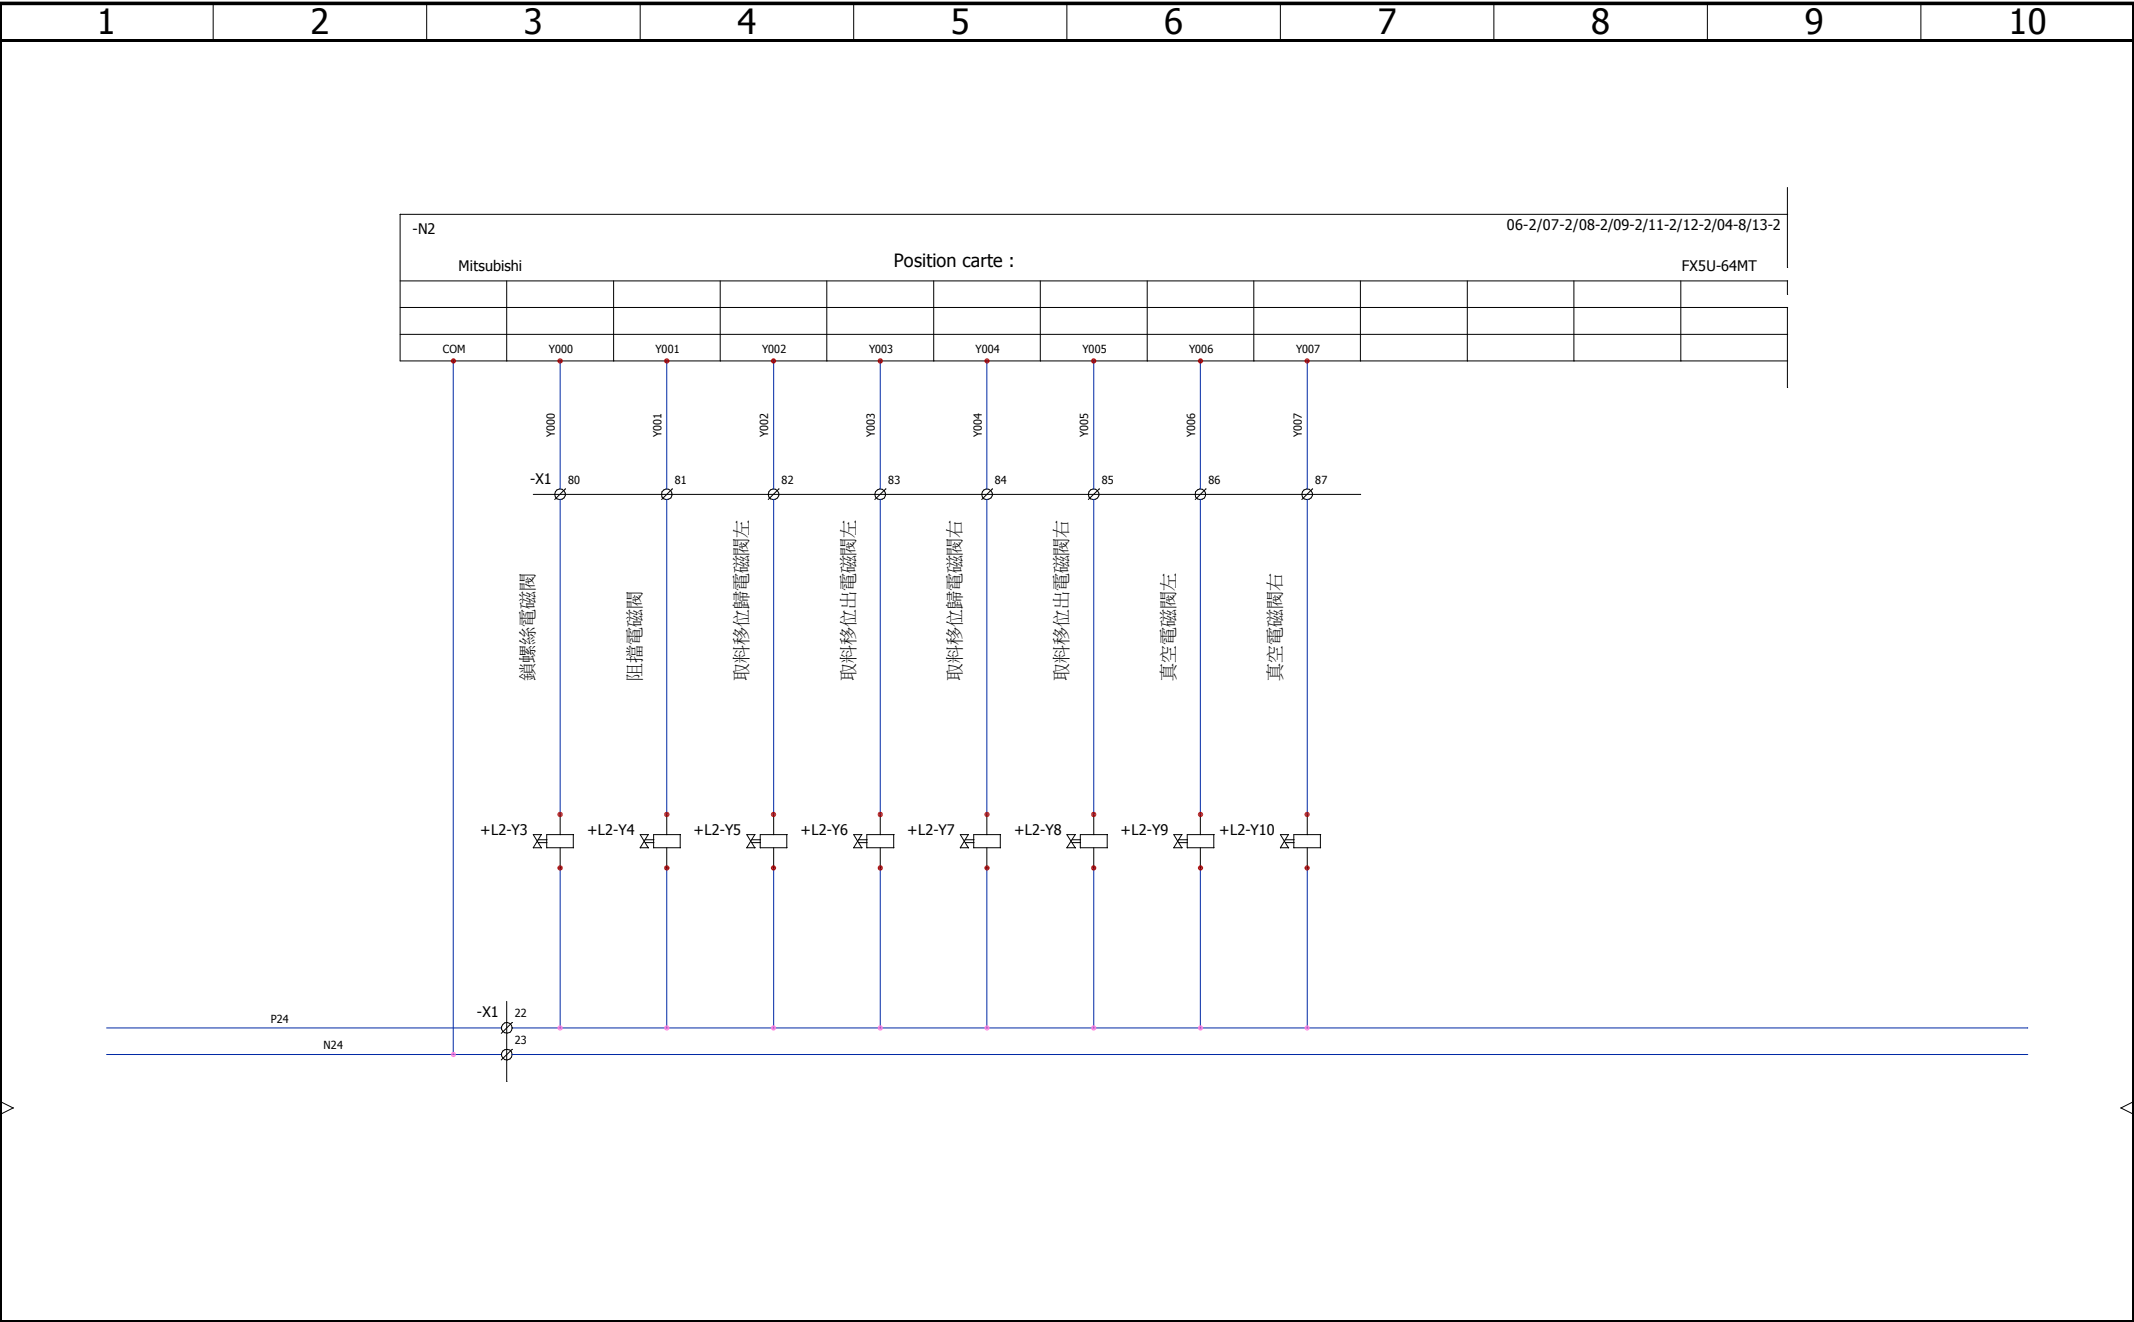 1 2 3 4 5 6 7 8 9 10
-N2 06-2/07-2/08-2/09-2/11-2/12-2/04-8/13-2
Mitsubishi Position carte : FX5U-64MT
COM Y000 Y001 Y002 Y003 Y004 Y005 Y006 Y007
Y000 Y001 Y002 Y003 Y004 Y005 Y006 Y007
-X1 80 81 82 83 84 85 86 87
鎖螺絲電磁閥
阻擋電磁閥
取料移位歸電磁閥左
取料移位出電磁閥左
取料移位歸電磁閥右
取料移位出電磁閥右
真空電磁閥左
真空電磁閥右
+L2-Y3 +L2-Y4 +L2-Y5 +L2-Y6 +L2-Y7 +L2-Y8 +L2-Y9 +L2-Y10
P24 -X1 22
N24 23